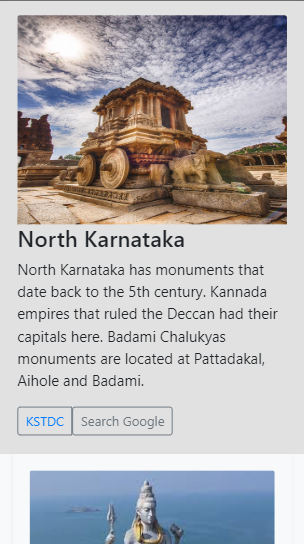 North Karnataka
North Karnataka has monuments that
date back to the 5th century. Kannada
empires that ruled the Deccan had their
capitals here. Badami Chalukyas
monuments are located at Pattadakal,
Aihole and Badami.
KSTDC Search Google